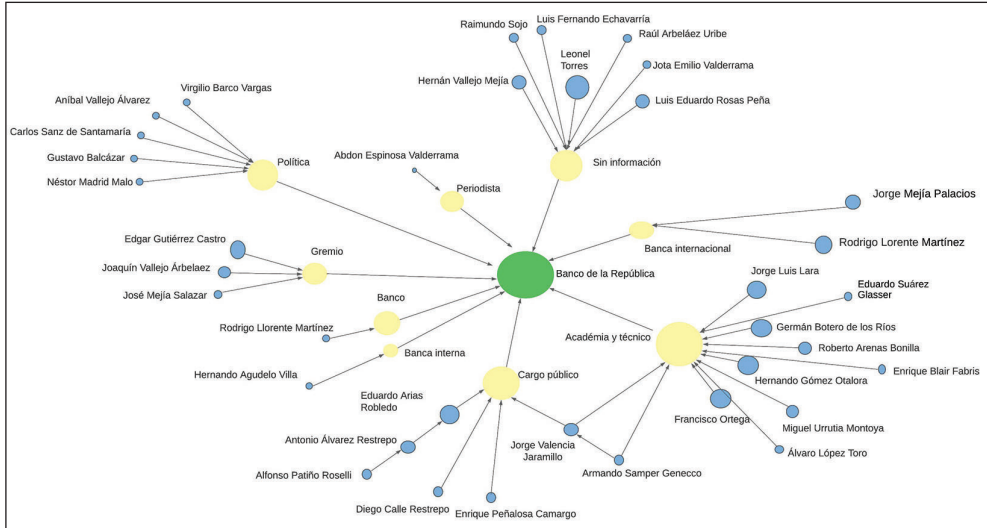 Luis Fernando Echavarría
Raimundo Sojo
Raúl Arbeláez Uribe
Leonel
Torres
Jota Emilio Valderrama
Hernán Vallejo Mejía
Virgilio Barco Vargas
Aníbal Vallejo Álvarez
Luis Eduardo Rosas Peña
Carlos Sanz de Santamaría
Gustavo Balcázar
Política
Abdon Espinosa Valderrama
Sin información
Néstor Madrid Malo
Periodista
Jorge Mejía Palacios
Edgar Gutiérrez Castro
Gremio
Banca internacional
Rodrigo Lorente Martínez
Joaquín Vallejo Árbelaez
Banco de la República
Jorge Luis Lara
José Mejía Salazar
Eduardo Suárez
Glasser
Banco
Rodrigo Llorente Martínez
Académia y técnico
Germán Botero de los Ríos
Banca interna
Roberto Arenas Bonilla
Hernando Agudelo Villa
Cargo público
Enrique Blair Fabris
Hernando Gómez Otalora
Eduardo Arias
Robledo
Francisco Ortega
Miguel Urrutia Montoya
Antonio Álvarez Restrepo
Jorge Valencia
Jaramillo
Álvaro López Toro
Alfonso Patiño Roselli
Armando Samper Genecco
Diego Calle Restrepo
Enrique Peñalosa Camargo